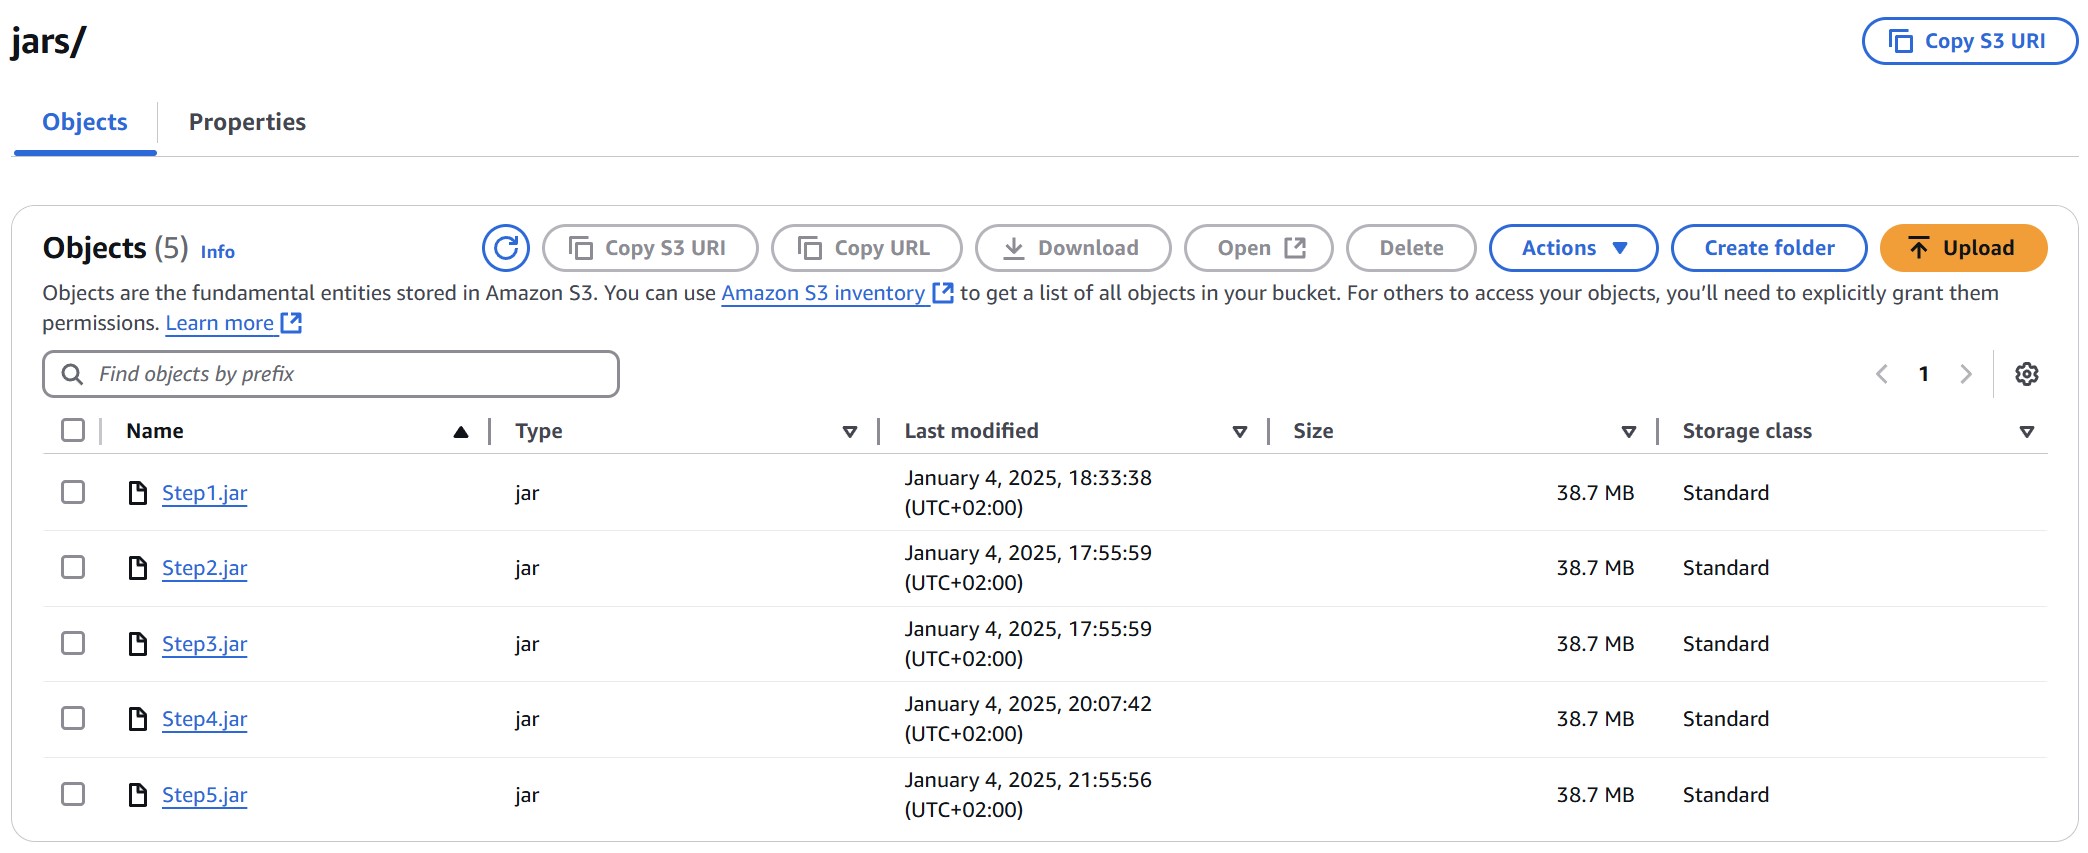 jars/
Copy S3 URI
Objects
Properties
Objects (5) Info
Copy S3 URI
Copy URL
Download
Open
Delete
Actions
Create folder
Upload
Objects are the fundamental entities stored in Amazon S3. You can use Amazon S3 inventory to get a list of all objects in your bucket. For others to access your objects, you’ll need to explicitly grant them
permissions. Learn more
Find objects by prefix
1
Name Type Last modified Size Storage class
Step1.jar jar January 4, 2025, 18:33:38 38.7 MB Standard
(UTC+02:00)
Step2.jar jar January 4, 2025, 17:55:59 38.7 MB Standard
(UTC+02:00)
Step3.jar jar January 4, 2025, 17:55:59 38.7 MB Standard
(UTC+02:00)
Step4.jar jar January 4, 2025, 20:07:42 38.7 MB Standard
(UTC+02:00)
Step5.jar jar January 4, 2025, 21:55:56 38.7 MB Standard
(UTC+02:00)